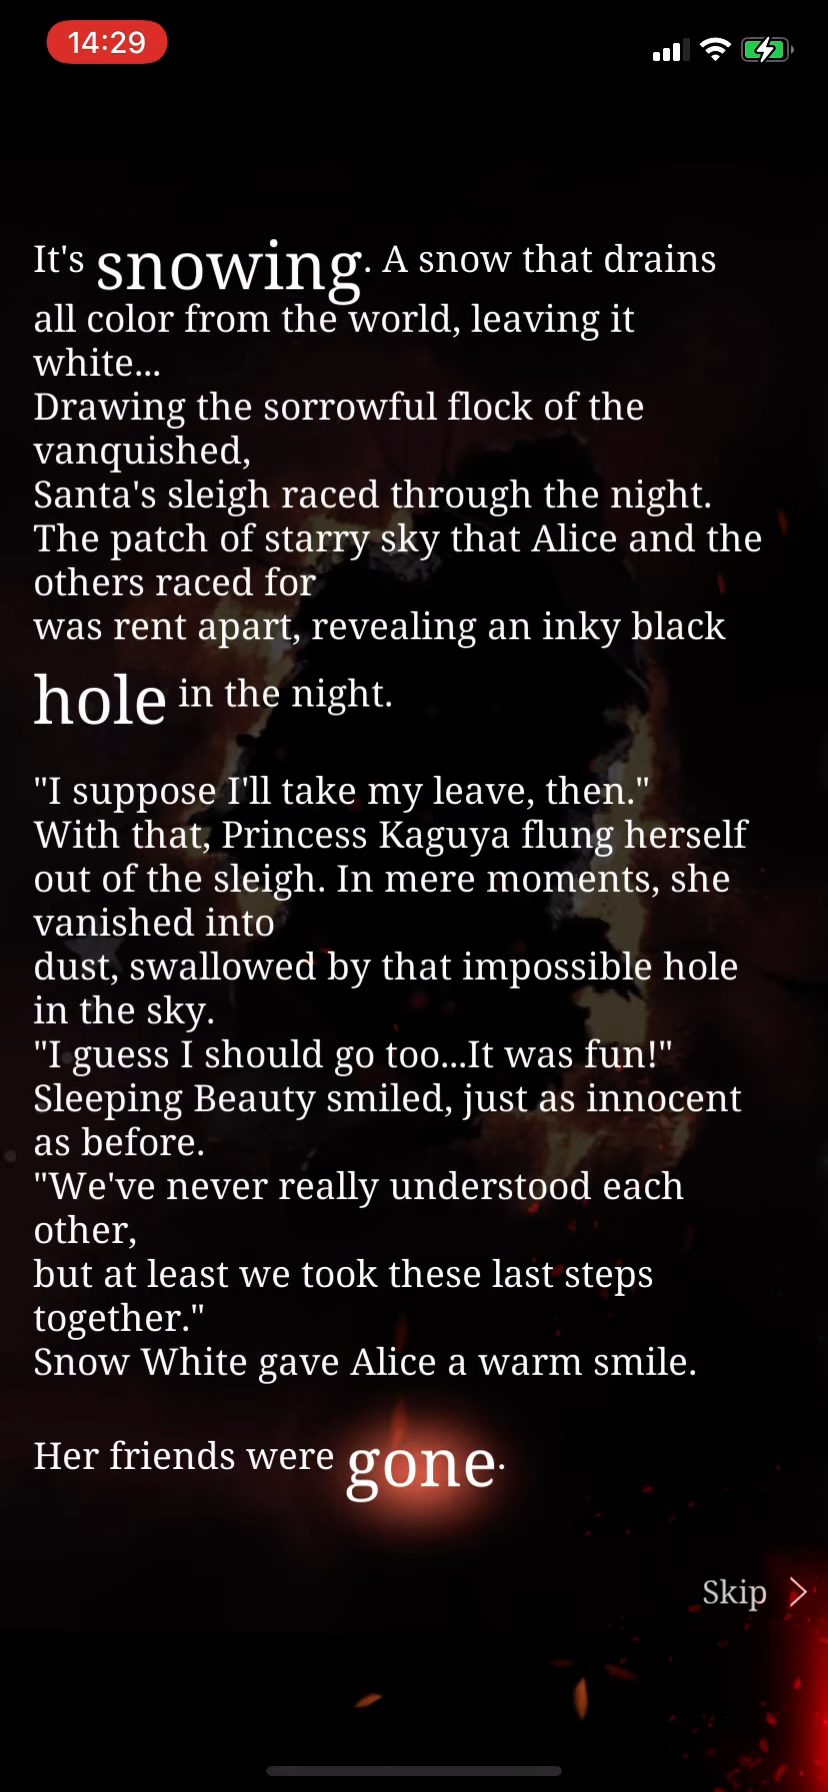 14:29
It's snowing. A snow that drains
all color from the world, leaving it
white...
Drawing the sorrowful flock of the
vanquished,
Santa's sleigh raced through the night.
The patch of starry sky that Alice and the
others raced for
was rent apart, revealing an inky black
hole in the night.
"I suppose I'll take my leave, then."
With that, Princess Kaguya flung herself
out of the sleigh. In mere moments, she
vanished into
dust, swallowed by that impossible hole
in the sky.
"I guess I should go too...It was fun!"
Sleeping Beauty smiled, just as innocent
as before.
"We've never really understood each
other,
but at least we took these last steps
together."
Snow White gave Alice a warm smile.
Her friends were gone.
Skip